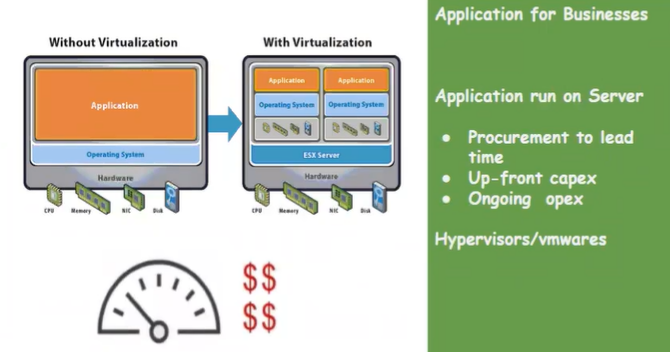 Without Virtualization
With Virtualization
Application
Operating System
Hardware
CPU Memory NIC Disk
Application Application
Operating System Operating System
ESX Server
Hardware
CPU Memory NIC Disk
$$
$$
Application for Businesses
Application run on Server
● Procurement to lead
time
● Up-front capex
● Ongoing opex
Hypervisors/vmwares